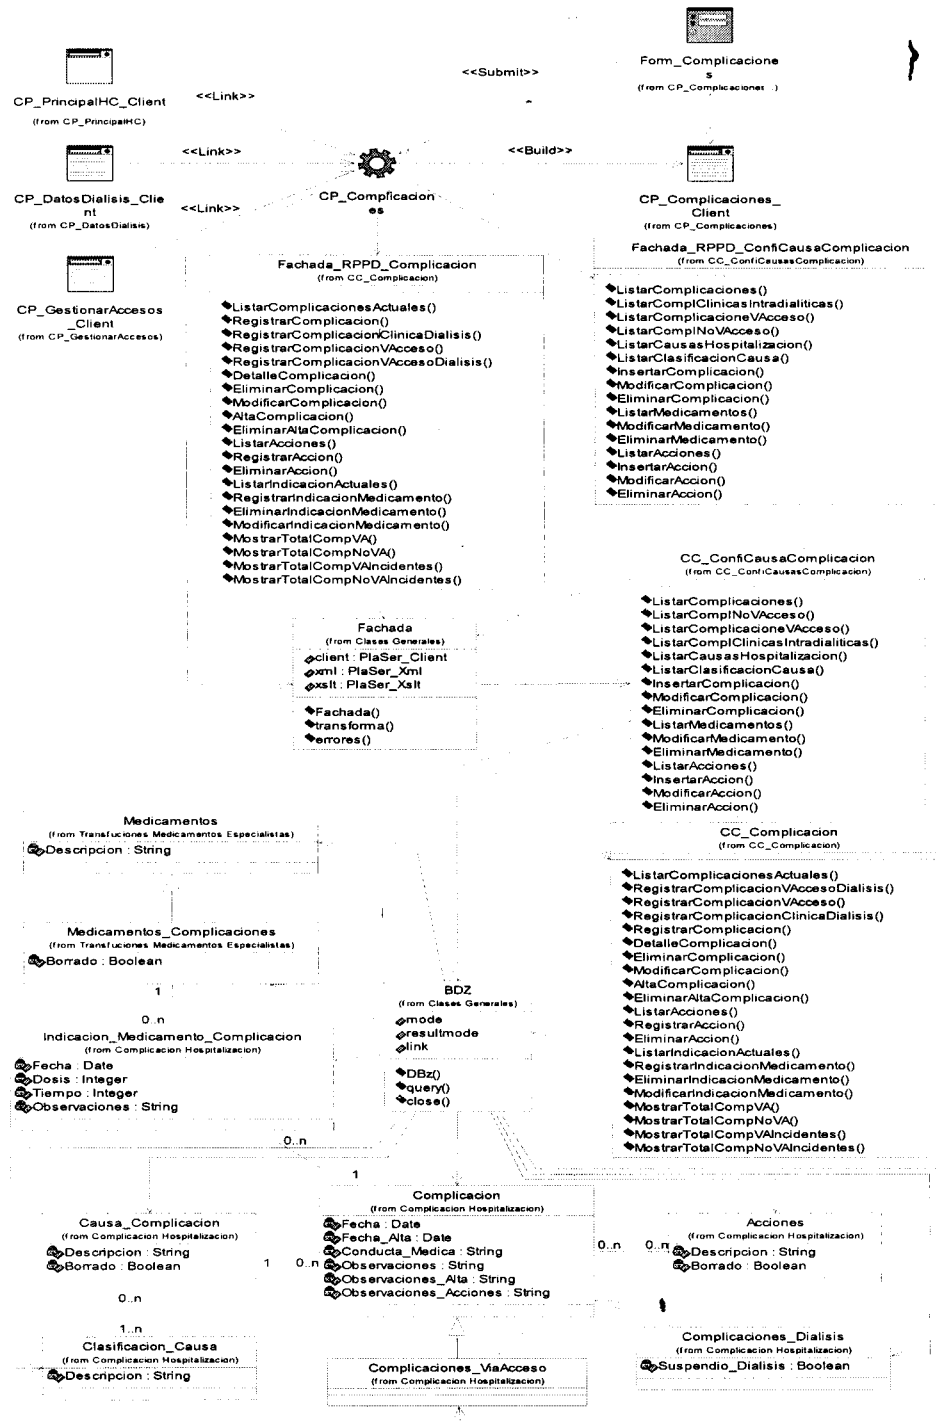 Form_Complicacione
s
(from CP_Complicaciones...)
<<Submit>>
CP_PrincipalHC_Client
(from CP_PrincipalHC)
<<Link>>
<<Link>>
<<Build>>
CP_DatosDialisis_Clie
nt
(from CP_DatosDialisis)
<<Link>>
CP_Complicacion
es
CP_Complicaciones_
Client
(from CP_Complicaciones)
CP_GestionarAccesos
_Client
(from CP_GestionarAccesos)
Fachada_RPPD_Complicacion
(from CC_Complicacion)
ListarComplicacionesActuales()
RegistrarComplicacion()
RegistrarComplicacionClinicaDialisis()
RegistrarComplicacionVAcceso()
RegistrarComplicacionVAccesoDialisis()
DetalleComplicacion()
EliminarComplicacion()
ModificarComplicacion()
AltaComplicacion()
EliminarAltaComplicacion()
ListarAcciones()
RegistrarAccion()
EliminarAccion()
ListarIndicacionActuales()
RegistrarIndicacionMedicamento()
EliminarIndicacionMedicamento()
ModificarIndicacionMedicamento()
MostrarTotalCompVA()
MostrarTotalCompNoVA()
MostrarTotalCompVAIncidentes()
MostrarTotalCompNoVAIncidentes()
Fachada_RPPD_ConfiCausaComplicacion
(from CC_ConfiCausasComplicacion)
ListarComplicaciones()
ListarComplClinicasIntradialiticas()
ListarComplicacioneVAcceso()
ListarComplNoVAcceso()
ListarCausasHospitalizacion()
ListarClasificacionCausa()
InsertarComplicacion()
ModificarComplicacion()
EliminarComplicacion()
ListarMedicamentos()
ModificarMedicamento()
EliminarMedicamento()
ListarAcciones()
InsertarAccion()
ModificarAccion()
EliminarAccion()
Fachada
(from Clases Generales)
client : PlaSer_Client
xml : PlaSer_Xml
xslt : PlaSer_Xslt
Fachada()
transforma()
errores()
CC_ConfiCausaComplicacion
(from CC_ConfiCausasComplicacion)
ListarComplicaciones()
ListarComplNoVAcceso()
ListarComplicacioneVAcceso()
ListarComplClinicasIntradialiticas()
ListarCausasHospitalizacion()
ListarClasificacionCausa()
InsertarComplicacion()
ModificarComplicacion()
EliminarComplicacion()
ListarMedicamentos()
ModificarMedicamento()
EliminarMedicamento()
ListarAcciones()
InsertarAccion()
ModificarAccion()
EliminarAccion()
Medicamentos
(from Transfuciones Medicamentos Especialistas)
Descripcion : String
Medicamentos_Complicaciones
(from Transfuciones Medicamentos Especialistas)
Borrado : Boolean
1
0..n
Indicacion_Medicamento_Complicacion
(from Complicacion Hospitalizacion)
Fecha : Date
Dosis : Integer
Tiempo : Integer
Observaciones : String
0..n
BDZ
(from Clases Generales)
mode
resultmode
link
DBz()
query()
close()
CC_Complicacion
(from CC_Complicacion)
ListarComplicacionesActuales()
RegistrarComplicacionVAccesoDialisis()
RegistrarComplicacionVAcceso()
RegistrarComplicacionClinicaDialisis()
RegistrarComplicacion()
DetalleComplicacion()
EliminarComplicacion()
ModificarComplicacion()
AltaComplicacion()
EliminarAltaComplicacion()
ListarAcciones()
RegistrarAccion()
EliminarAccion()
ListarIndicacionActuales()
RegistrarIndicacionMedicamento()
EliminarIndicacionMedicamento()
ModificarIndicacionMedicamento()
MostrarTotalCompVA()
MostrarTotalCompNoVA()
MostrarTotalCompVAIncidentes()
MostrarTotalCompNoVAIncidentes()
1
Causa_Complicacion
(from Complicacion Hospitalizacion)
Descripcion : String
Borrado : Boolean
1
0..n
Complicacion
(from Complicacion Hospitalizacion)
Fecha : Date
Fecha_Alta : Date
Conducta_Medica : String
Observaciones : String
Observaciones_Alta : String
Observaciones_Acciones : String
0..n
0..n
Acciones
(from Complicacion Hospitalizacion)
Descripcion : String
Borrado : Boolean
0..n
1..n
Clasificacion_Causa
(from Complicacion Hospitalizacion)
Descripcion : String
Complicaciones_ViaAcceso
(from Complicacion Hospitalizacion)
Complicaciones_Dialisis
(from Complicacion Hospitalizacion)
Suspendio_Dialisis : Boolean